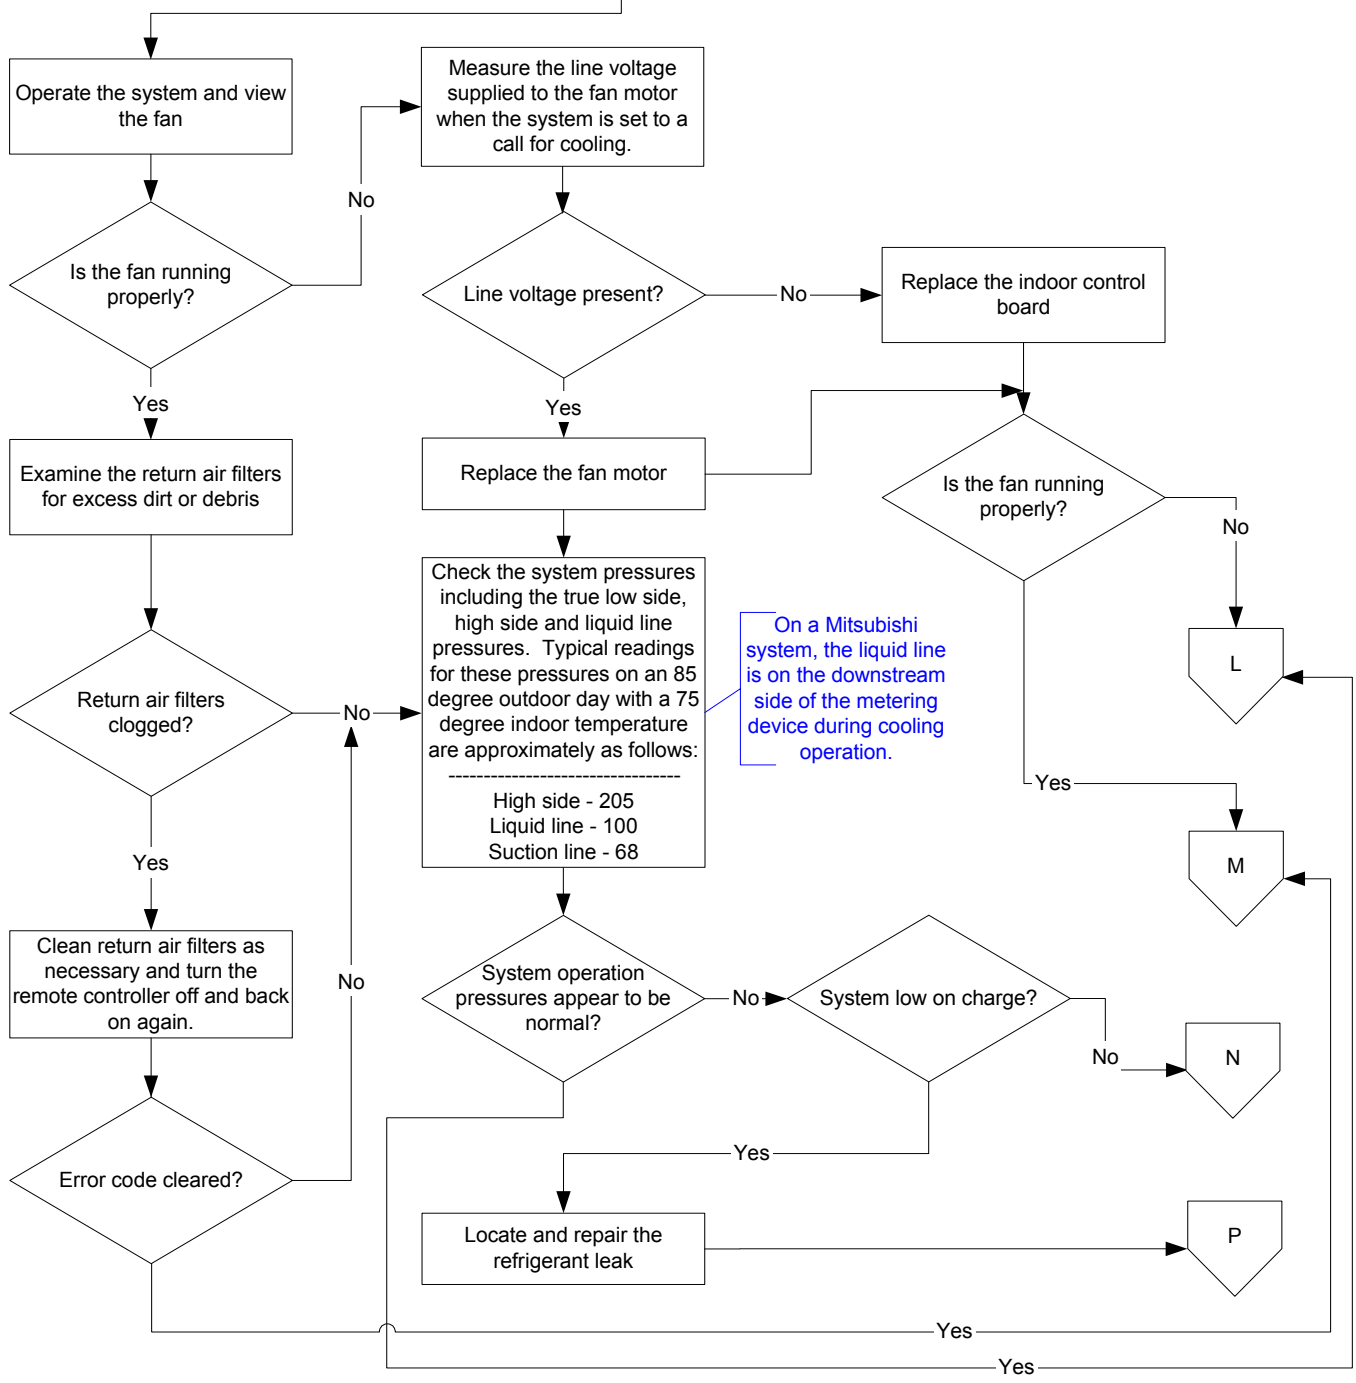 Operate the system and view
the fan
Measure the line voltage
supplied to the fan motor
when the system is set to a
call for cooling.
No
Is the fan running
properly?
Line voltage present?
No
Replace the indoor control
board
Yes
Yes
Examine the return air filters
for excess dirt or debris
Replace the fan motor
Is the fan running
properly?
No
Check the system pressures
including the true low side,
high side and liquid line
pressures. Typical readings
for these pressures on an 85
degree outdoor day with a 75
degree indoor temperature
are approximately as follows:
---------------------------------
High side - 205
Liquid line - 100
Suction line - 68
On a Mitsubishi
system, the liquid line
is on the downstream
side of the metering
device during cooling
operation.
L
Return air filters
clogged?
No
Yes
Yes
M
Clean return air filters as
necessary and turn the
remote controller off and back
on again.
No
System operation
pressures appear to be
normal?
No
System low on charge?
No
N
Error code cleared?
Yes
Locate and repair the
refrigerant leak
P
Yes
Yes